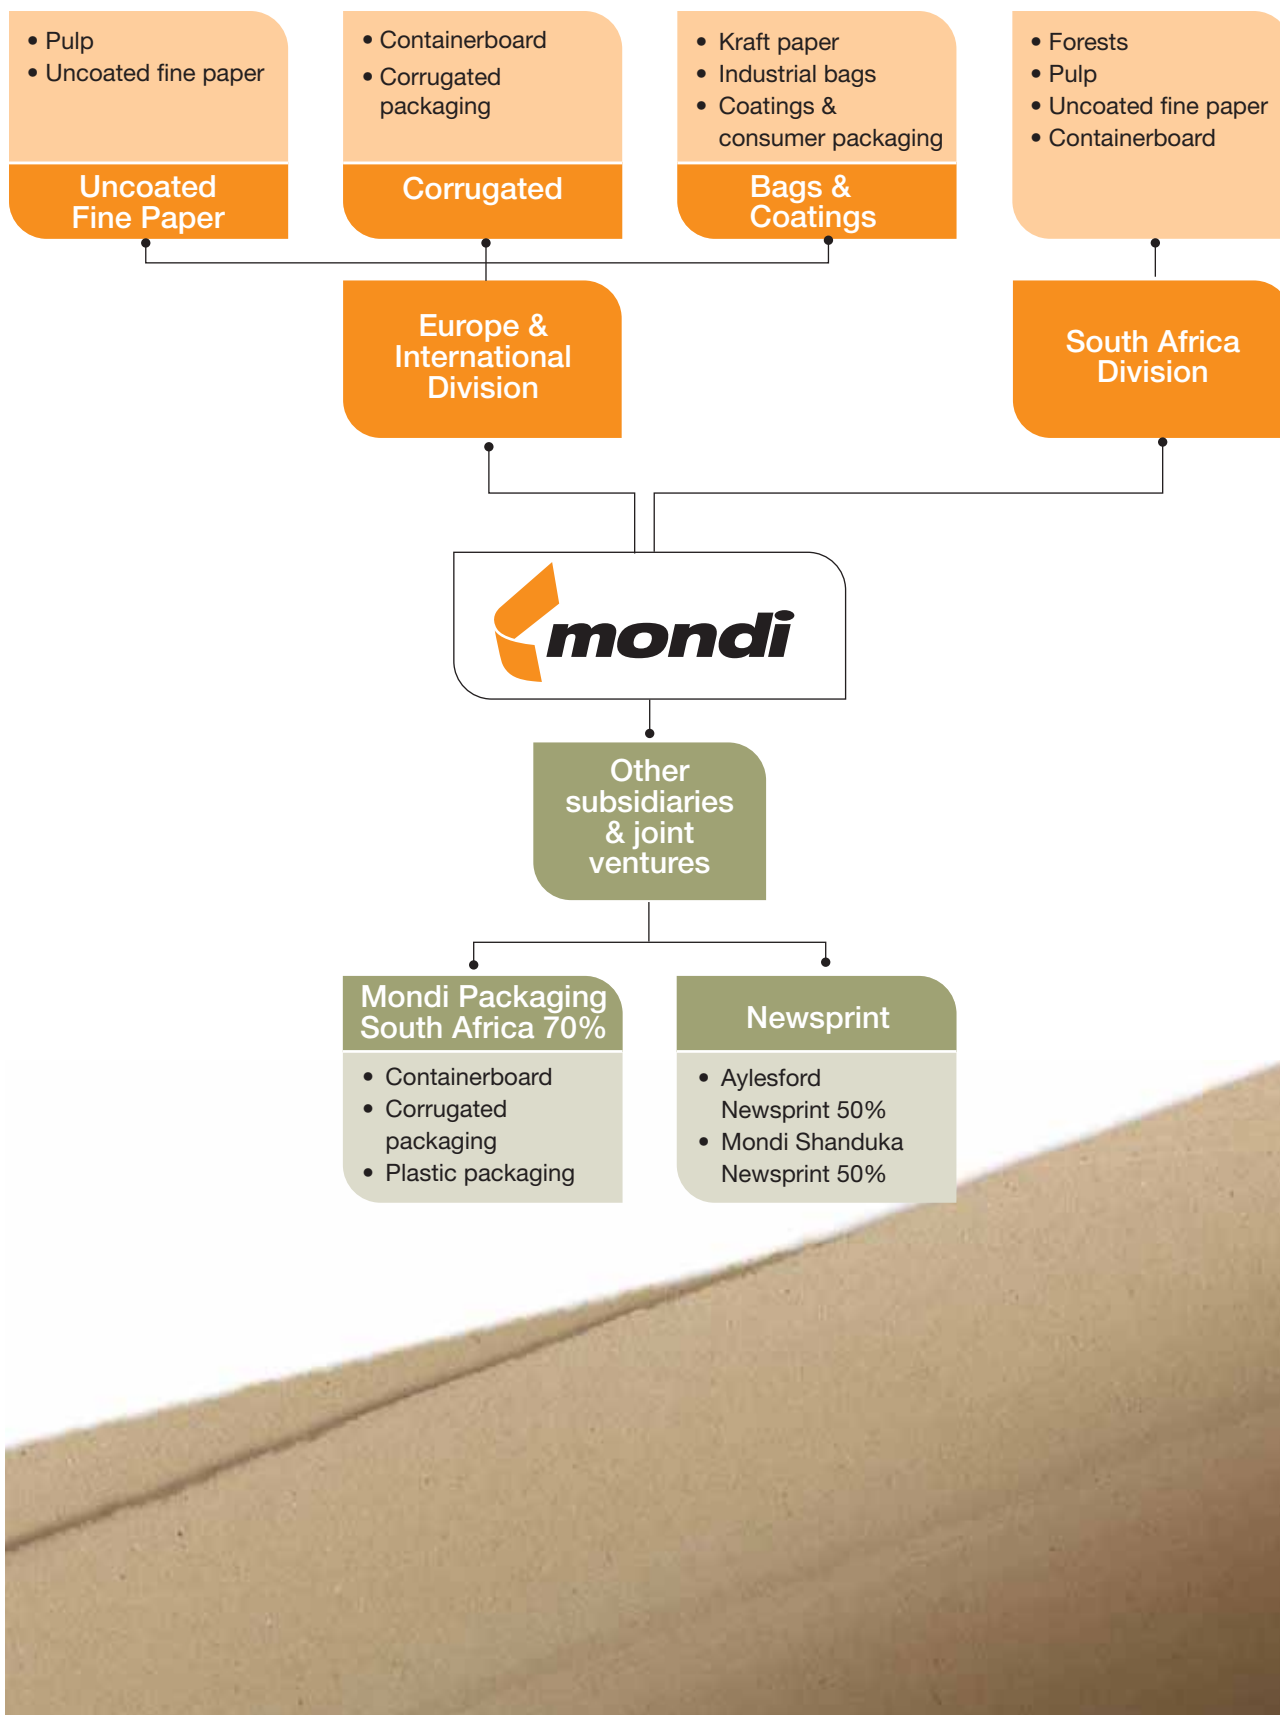 • Pulp
• Uncoated fine paper
Uncoated
Fine Paper
• Containerboard
• Corrugated
packaging
Corrugated
• Kraft paper
• Industrial bags
• Coatings &
consumer packaging
Bags &
Coatings
• Forests
• Pulp
• Uncoated fine paper
• Containerboard
Europe &
International
Division
South Africa
Division
mondi
Other
subsidiaries
& joint
ventures
Mondi Packaging
South Africa 70%
• Containerboard
• Corrugated
packaging
• Plastic packaging
Newsprint
• Aylesford
Newsprint 50%
• Mondi Shanduka
Newsprint 50%